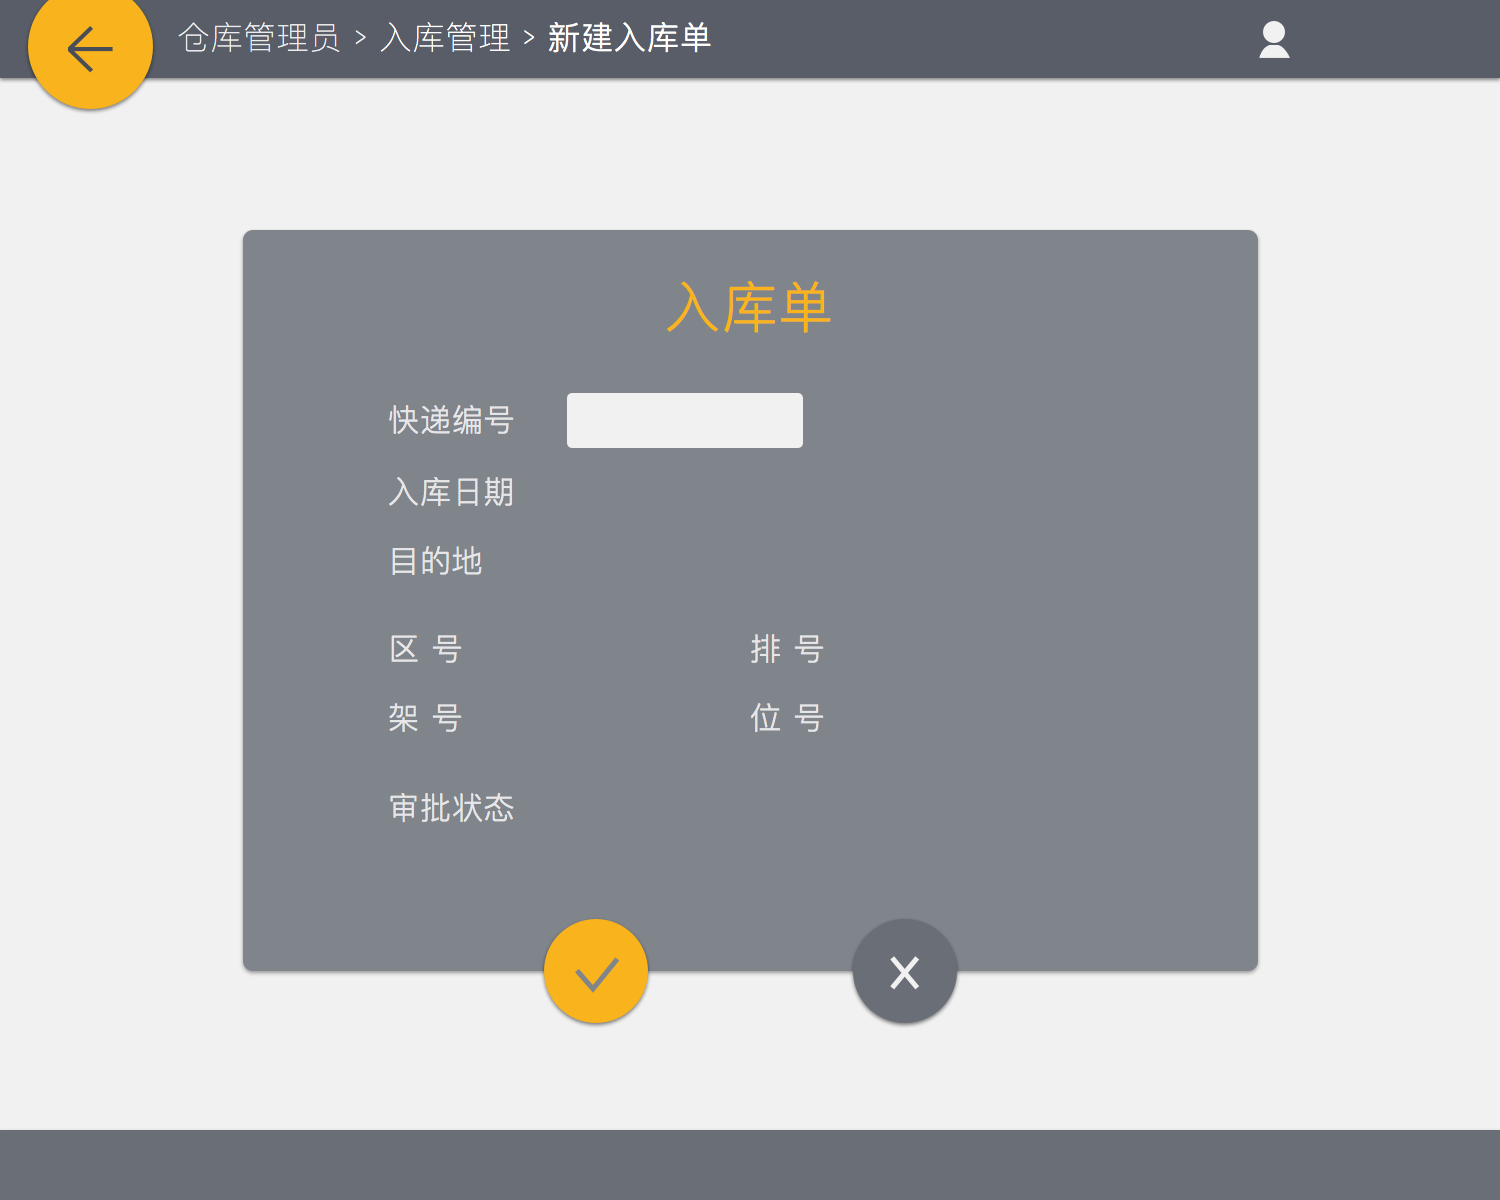 仓库管理员 > 入库管理 > 新建入库单
入库单
快递编号
入库日期
目的地
区 号 排 号
架 号 位 号
审批状态